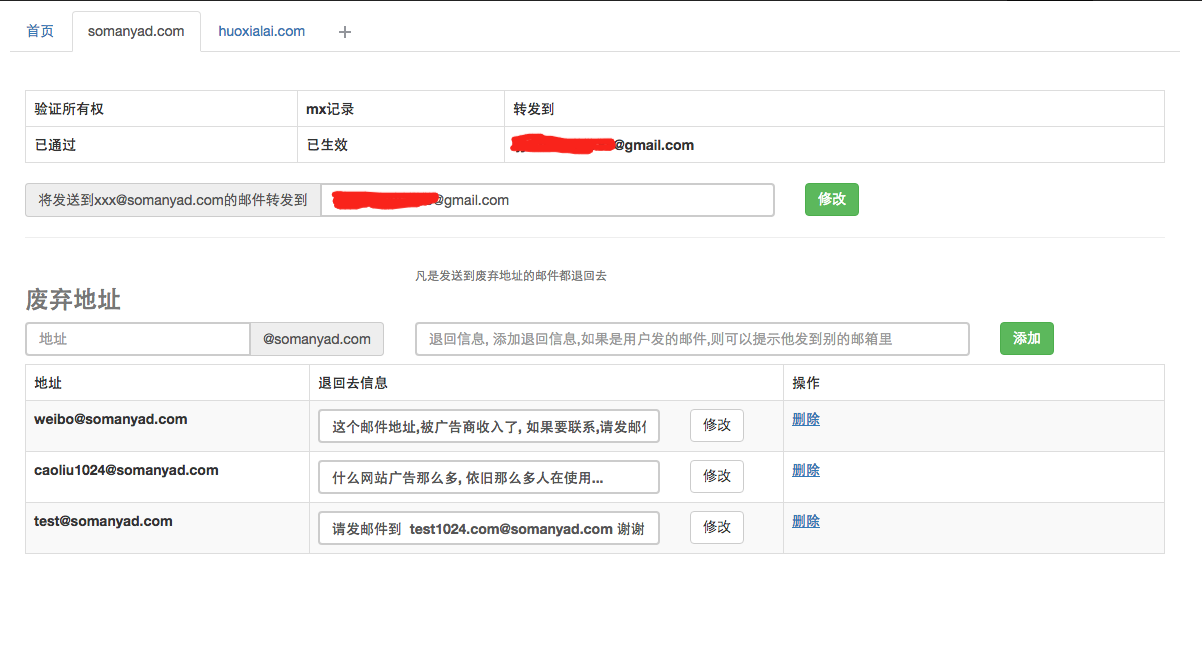 首页 somanyad.com huoxialai.com +
验证所有权 mx记录 转发到
已通过 已生效 @gmail.com
将发送到xxx@somanyad.com的邮件转发到 @gmail.com 修改
凡是发送到废弃地址的邮件都退回去
废弃地址
地址 @somanyad.com 退回信息, 添加退回信息,如果是用户发的邮件,则可以提示他发到别的邮箱里 添加
地址 退回去信息 操作
weibo@somanyad.com 这个邮件地址,被广告商收入了, 如果要联系,请发邮 修改 删除
caoliu1024@somanyad.com 什么网站广告那么多, 依旧那么多人在使用... 修改 删除
test@somanyad.com 请发邮件到 test1024.com@somanyad.com 谢谢 修改 删除